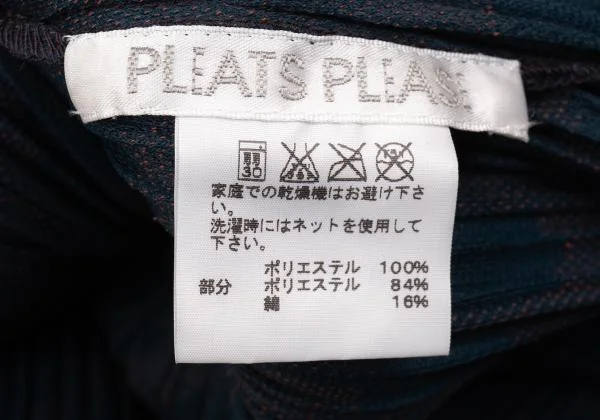 PLEATS PLEASE
弱
30
家庭での乾燥機はお避け下さ
い。
洗濯時にはネットを使用して
下さい。
ポリエステル 100%
部分 ポリエステル 84%
綿 16%